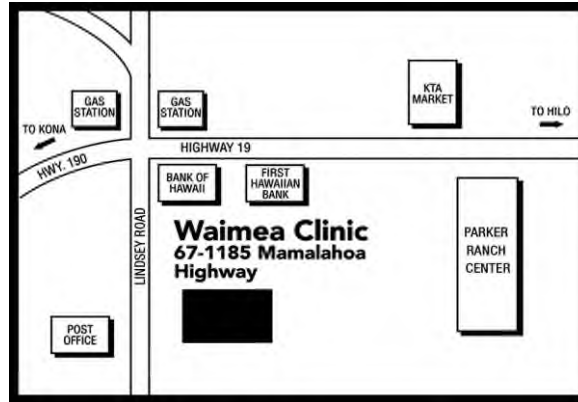 KTA
MARKET
GAS
STATION
GAS
STATION
TO HILO
TO KONA
HIGHWAY 19
HWY. 190
BANK OF
HAWAII
FIRST
HAWAIIAN
BANK
LINDSEY ROAD
Waimea Clinic
67-1185 Mamalahoa
Highway
PARKER
RANCH
CENTER
POST
OFFICE